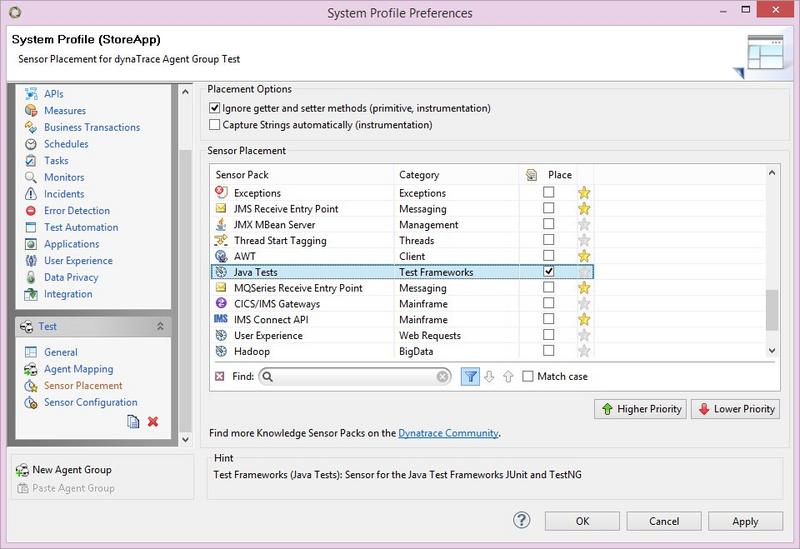 System Profile Preferences
System Profile (StoreApp)
Sensor Placement for dynaTrace Agent Group Test
APIs
Measures
Business Transactions
Schedules
Tasks
Monitors
Incidents
Error Detection
Test Automation
Applications
User Experience
Data Privacy
Integration
Test
General
Agent Mapping
Sensor Placement
Sensor Configuration
New Agent Group
Paste Agent Group
Placement Options
Ignore getter and setter methods (primitive, instrumentation)
Capture Strings automatically (instrumentation)
Sensor Placement
Sensor Pack Category Place
Exceptions Exceptions
JMS Receive Entry Point Messaging
JMX MBean Server Management
Thread Start Tagging Threads
AWT Client
Java Tests Test Frameworks
MQSeries Receive Entry Point Messaging
CICS/IMS Gateways Mainframe
IMS IMS Connect API Mainframe
User Experience Web Requests
Hadoop BigData
Find: Match case
Higher Priority Lower Priority
Find more Knowledge Sensor Packs on the Dynatrace Community.
Hint
Test Frameworks (Java Tests): Sensor for the Java Test Frameworks JUnit and TestNG
? OK Cancel Apply